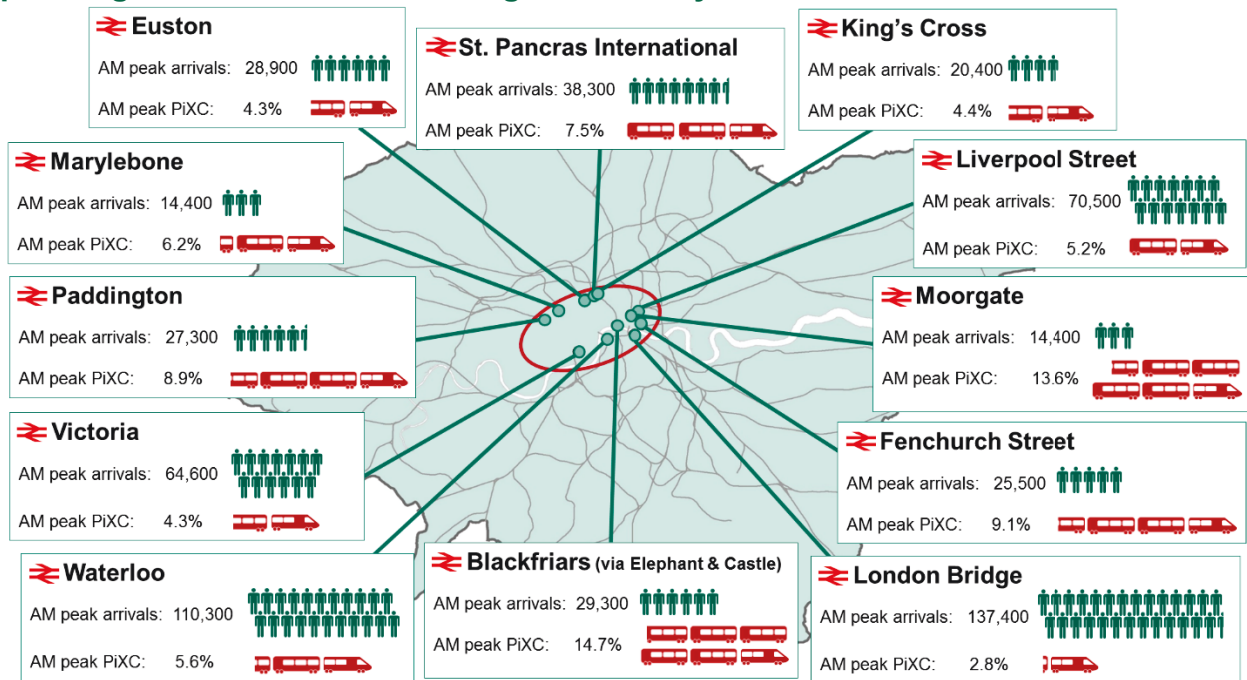 Euston
AM peak arrivals: 28,900
AM peak PiXC: 4.3%
St. Pancras International
AM peak arrivals: 38,300
AM peak PiXC: 7.5%
King's Cross
AM peak arrivals: 20,400
AM peak PiXC: 4.4%
Marylebone
AM peak arrivals: 14,400
AM peak PiXC: 6.2%
Liverpool Street
AM peak arrivals: 70,500
AM peak PiXC: 5.2%
Paddington
AM peak arrivals: 27,300
AM peak PiXC: 8.9%
Moorgate
AM peak arrivals: 14,400
AM peak PiXC: 13.6%
Victoria
AM peak arrivals: 64,600
AM peak PiXC: 4.3%
Fenchurch Street
AM peak arrivals: 25,500
AM peak PiXC: 9.1%
Waterloo
AM peak arrivals: 110,300
AM peak PiXC: 5.6%
Blackfriars (via Elephant & Castle)
AM peak arrivals: 29,300
AM peak PiXC: 14.7%
London Bridge
AM peak arrivals: 137,400
AM peak PiXC: 2.8%